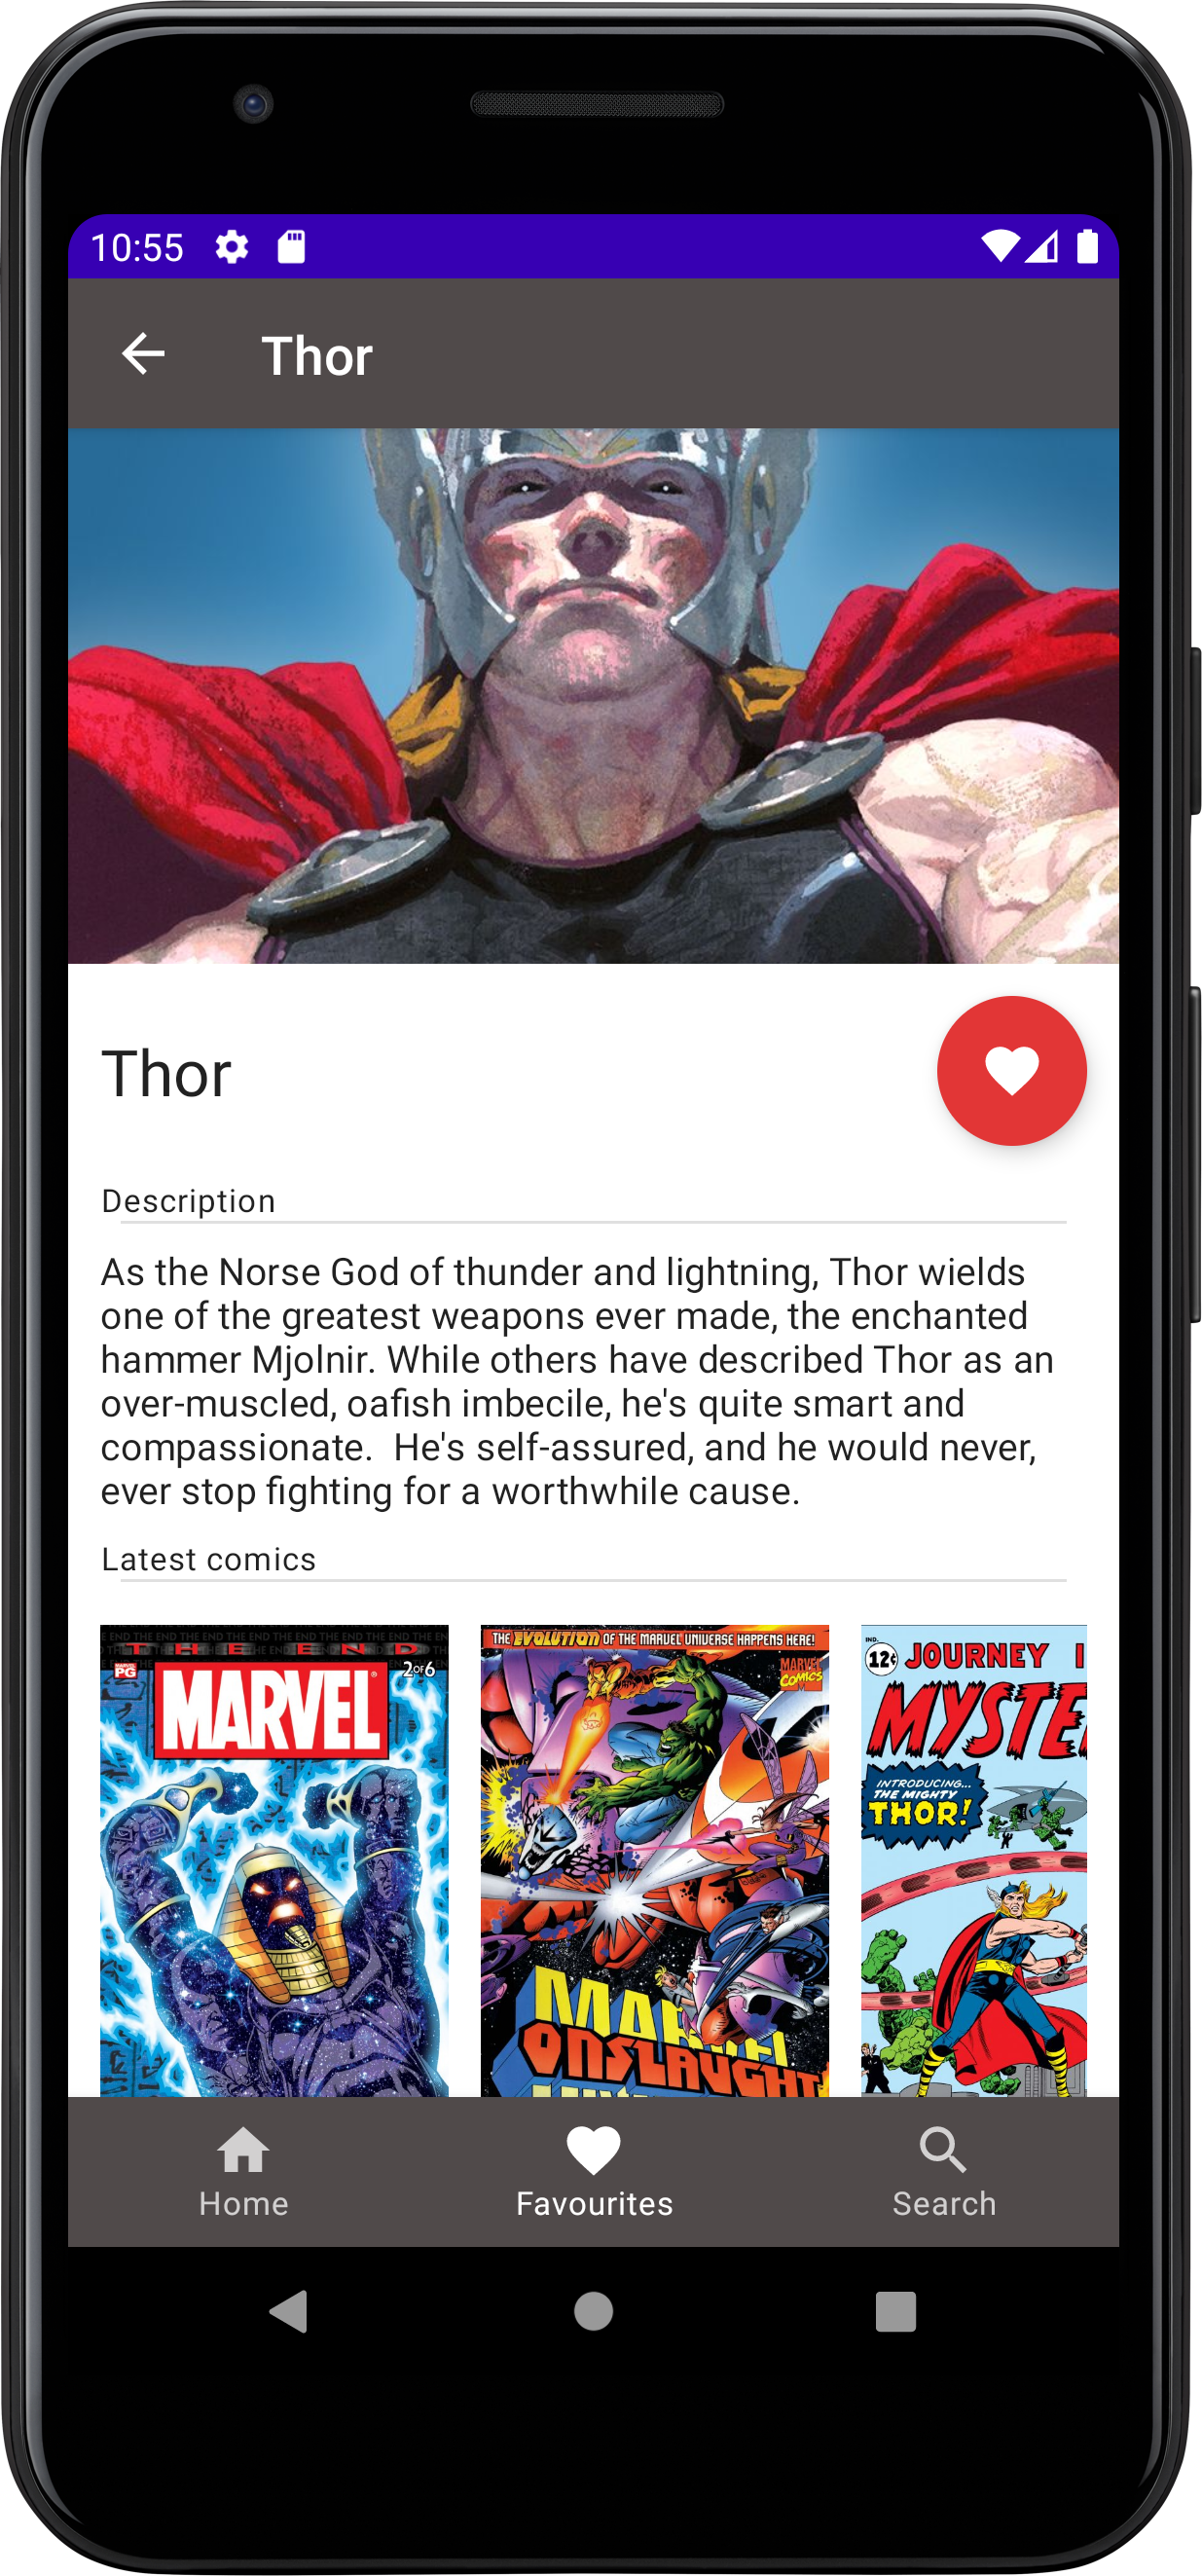 10:55
Thor
Thor
Description
As the Norse God of thunder and lightning, Thor wields
one of the greatest weapons ever made, the enchanted
hammer Mjolnir. While others have described Thor as an
over-muscled, oafish imbecile, he's quite smart and
compassionate.  He's self-assured, and he would never,
ever stop fighting for a worthwhile cause.
Latest comics
THE END
MARVEL PG
2 of 6
MARVEL
THE EVOLUTION OF THE MARVEL UNIVERSE HAPPENS HERE!
MARVEL COMICS
ONSLAUGHT
IND.
12¢
JOURNEY I
MYSTE
INTRODUCING...
THE MIGHTY
THOR!
Home
Favourites
Search